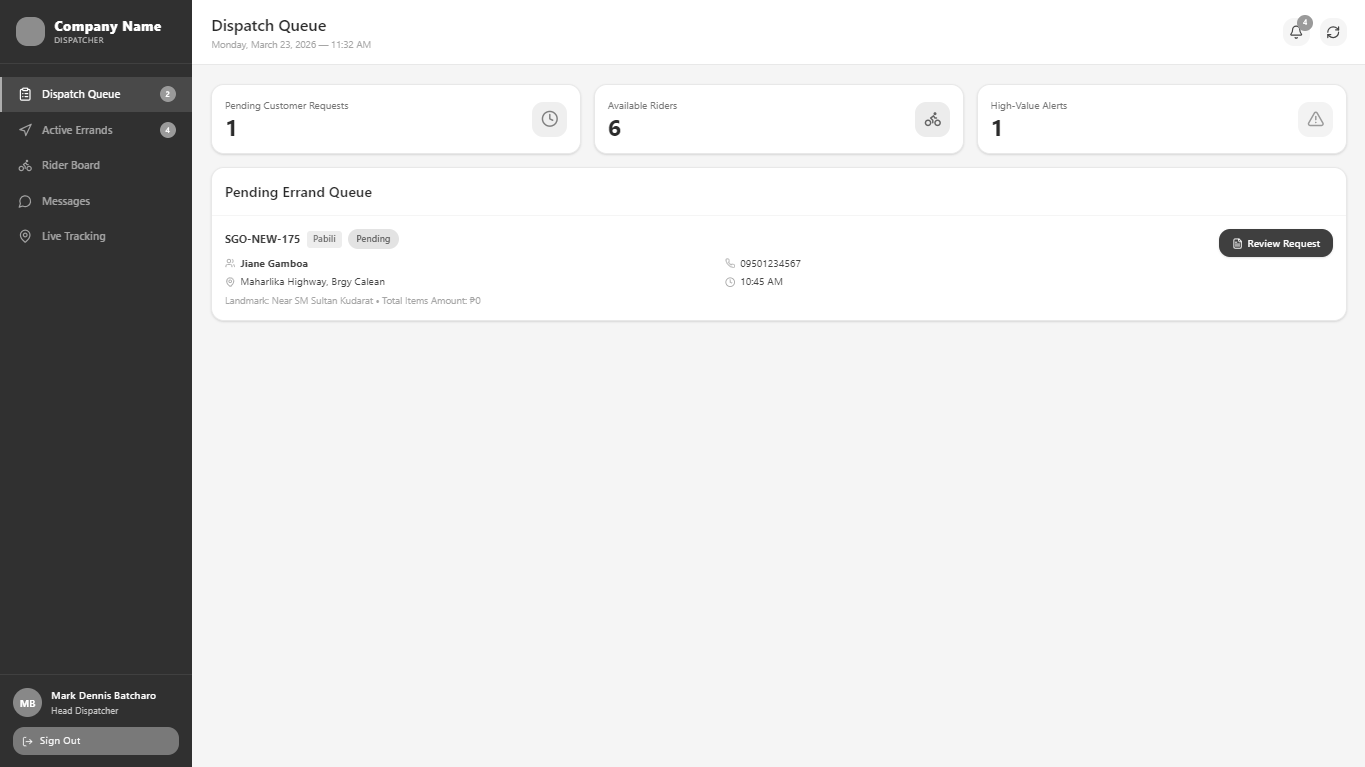 Company Name
DISPATCHER
Dispatch Queue 2
Active Errands 4
Rider Board
Messages
Live Tracking
Mark Dennis Batcharo
MB
Head Dispatcher
Sign Out
Dispatch Queue
Monday, March 23, 2026 — 11:32 AM
4
Pending Customer Requests
1
Available Riders
6
High-Value Alerts
1
Pending Errand Queue
SGO-NEW-175 Pabili Pending
Review Request
Jiane Gamboa
09501234567
Maharlika Highway, Brgy Calean
10:45 AM
Landmark: Near SM Sultan Kudarat • Total Items Amount: ₱0